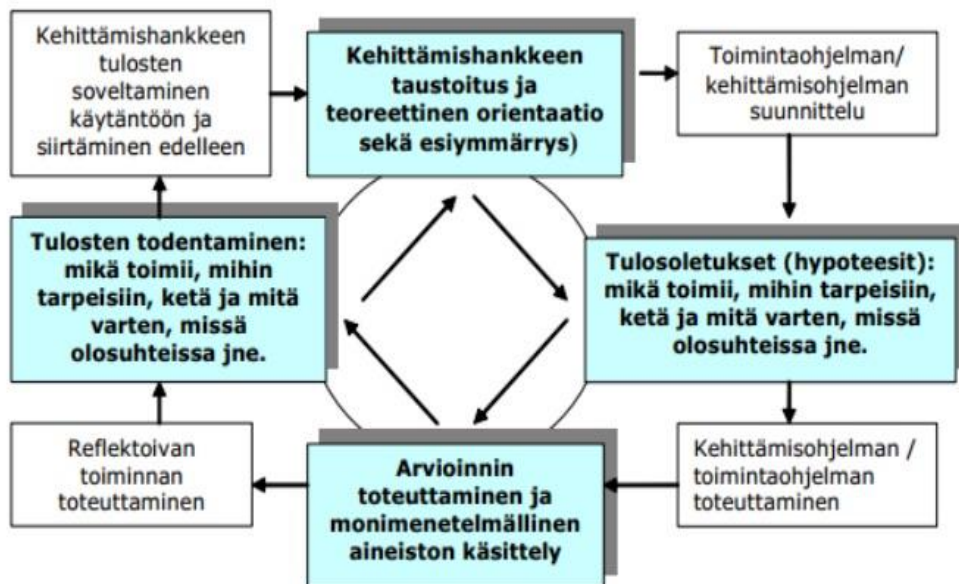 Kehittämishankkeen
tulosten
soveltaminen
käytäntöön ja
siirtäminen edelleen
Kehittämishankkeen
taustoitus ja
teoreettinen orientaatio
sekä esiymmärrys)
Toimintaohjelman/
kehittämisohjelman
suunnittelu
Tulosten todentaminen:
mikä toimii, mihin
tarpeisiin, ketä ja mitä
varten, missä
olosuhteissa jne.
Tulosoletukset (hypoteesit):
mikä toimii, mihin tarpeisiin,
ketä ja mitä varten, missä
olosuhteissa jne.
Reflektoivan
toiminnan
toteuttaminen
Arvioinnin
toteuttaminen ja
monimenetelmällinen
aineiston käsittely
Kehittämisohjelman /
toimintaohjelman
toteuttaminen